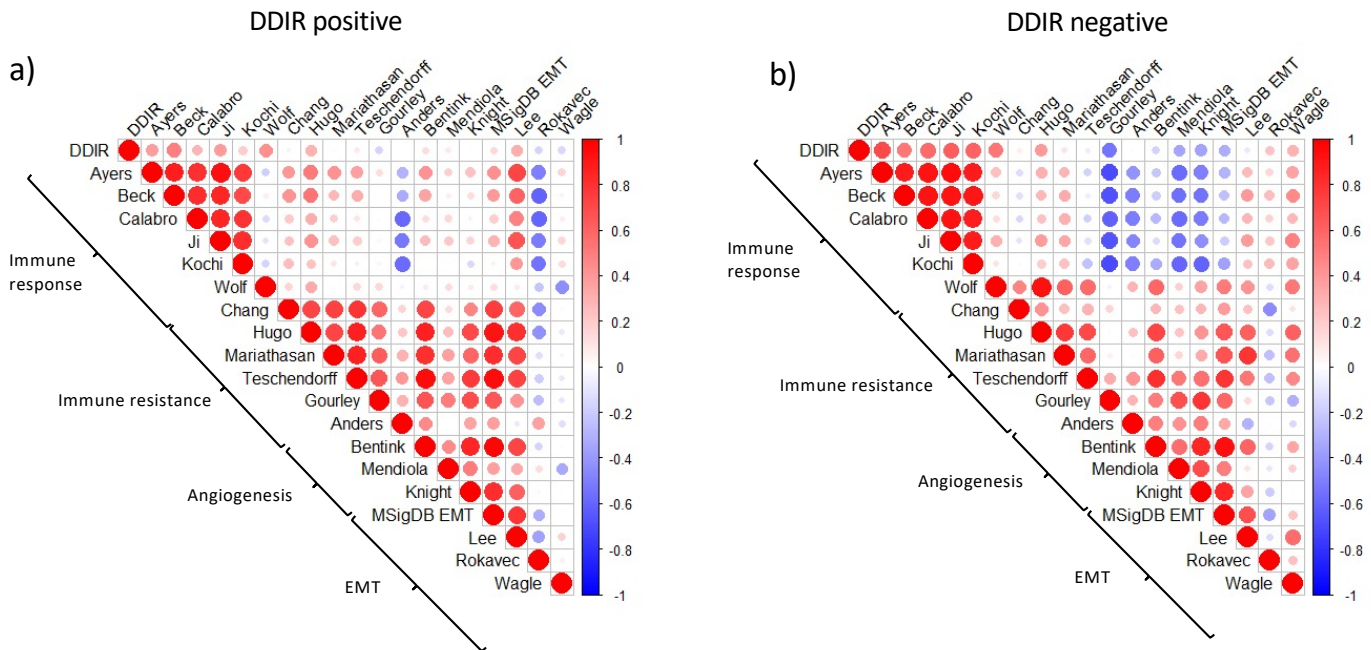 DDIR positive
DDIR negative
a)
DDIR
Ayers
Beck
Calabro
Ji
Kochi
Wolf
Chang
Hugo
Mariathasan
Teschendorff
Gourley
Anders
Bentink
Mendiola
Knight
MSigDB EMT
Lee
Rokavec
Wagle
DDIR
Ayers
Beck
Calabro
Ji
Kochi
Wolf
Chang
Hugo
Mariathasan
Teschendorff
Gourley
Anders
Bentink
Mendiola
Knight
MSigDB EMT
Lee
Rokavec
Wagle
1
0.8
0.6
0.4
0.2
0
-0.2
-0.4
-0.6
-0.8
-1
Immune
response
Immune resistance
Angiogenesis
EMT
b)
DDIR
Ayers
Beck
Calabro
Ji
Kochi
Wolf
Chang
Hugo
Mariathasan
Teschendorff
Gourley
Anders
Bentink
Mendiola
Knight
MSigDB EMT
Lee
Rokavec
Wagle
DDIR
Ayers
Beck
Calabro
Ji
Kochi
Wolf
Chang
Hugo
Mariathasan
Teschendorff
Gourley
Anders
Bentink
Mendiola
Knight
MSigDB EMT
Lee
Rokavec
Wagle
1
0.8
0.6
0.4
0.2
0
-0.2
-0.4
-0.6
-0.8
-1
Immune
response
Immune resistance
Angiogenesis
EMT